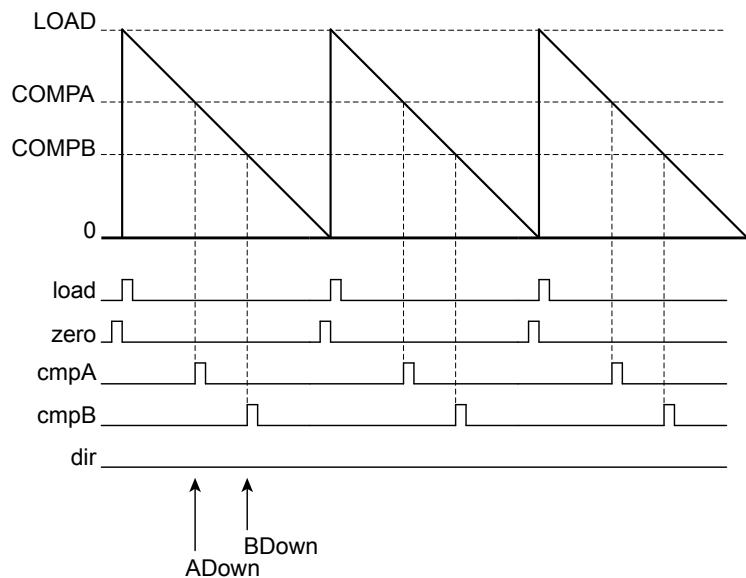 LOAD
COMPA
COMPB
0
load
zero
cmpA
cmpB
dir
BDown
ADown